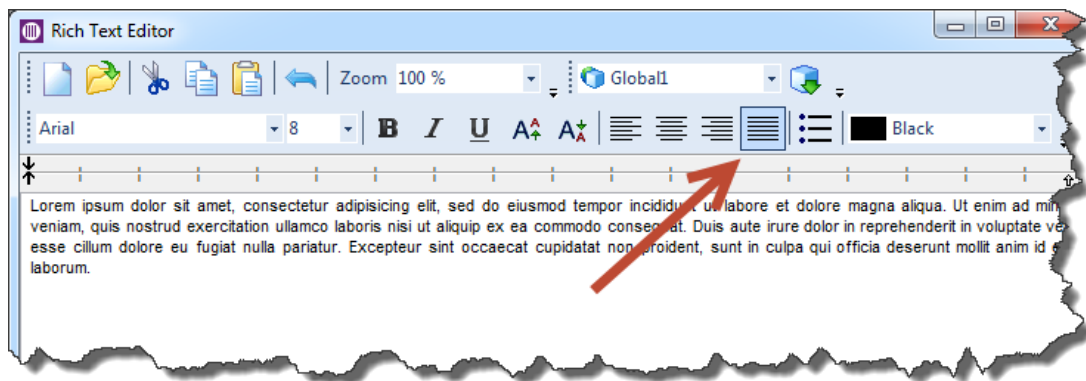 Rich Text Editor
Zoom 100 % Global1
Arial 8 B I U A A Black
Lorem ipsum dolor sit amet, consectetur adipisicing elit, sed do eiusmod tempor incididunt ut labore et dolore magna aliqua. Ut enim ad
veniam, quis nostrud exercitation ullamco laboris nisi ut aliquip ex ea commodo consequat. Duis aute irure dolor in reprehenderit in voluptate
esse cillum dolore eu fugiat nulla pariatur. Excepteur sint occaecat cupidatat non proident, sunt in culpa qui officia deserunt mollit anim id
laborum.